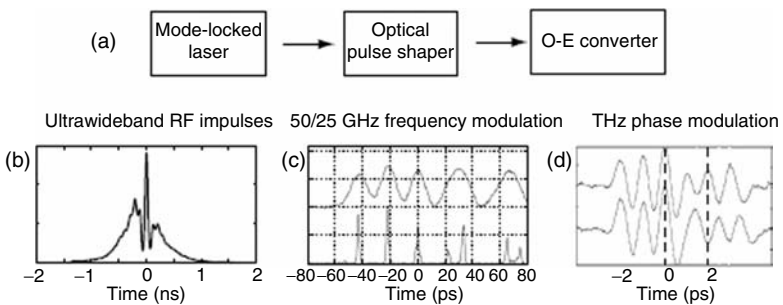 (a)
Mode-locked
laser
Optical
pulse shaper
O-E converter
Ultrawideband RF impulses
50/25 GHz frequency modulation
THz phase modulation
(b)
(c)
(d)
−2 −1 0 1 2
Time (ns)
−80 −60 −40 −20 0 20 40 60 80
Time (ps)
−2 0 2
Time (ps)